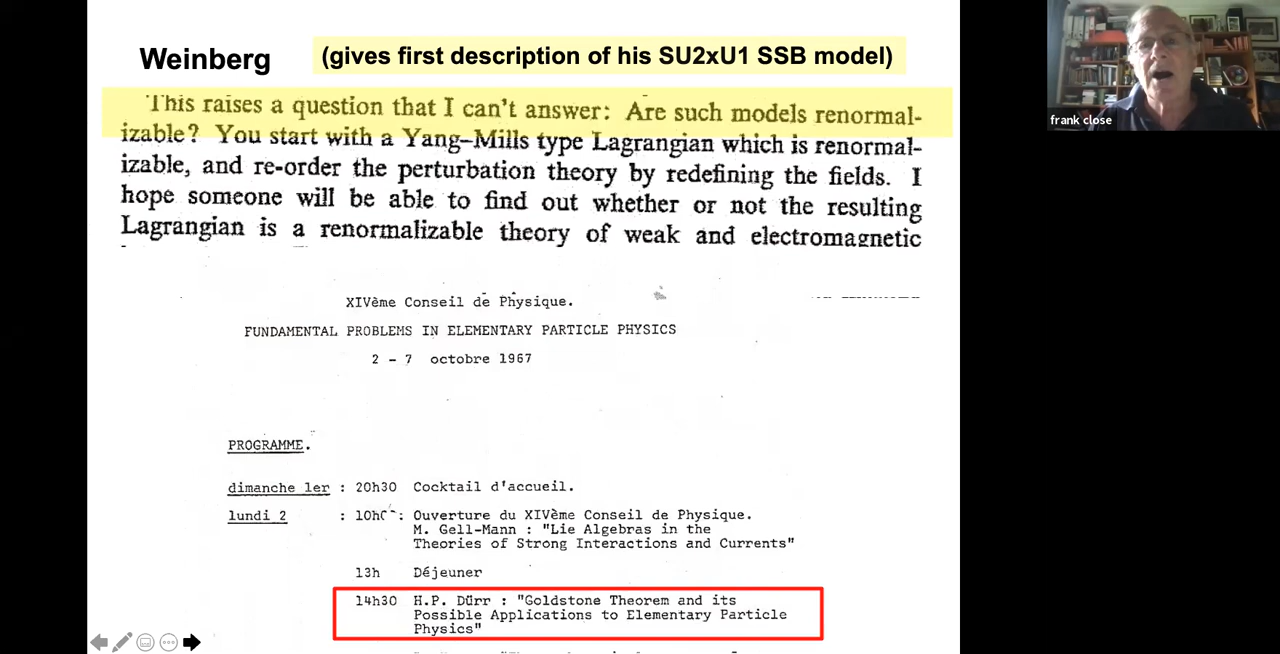 Weinberg (gives first description of his SU2xU1 SSB model)
This raises a question that I can't answer: Are such models renormal-
izable? You start with a Yang–Mills type Lagrangian which is renormal-
izable, and re-order the perturbation theory by redefining the fields. I
hope someone will be able to find out whether or not the resulting
Lagrangian is a renormalizable theory of weak and electromagnetic
XIVème Conseil de Physique.
FUNDAMENTAL PROBLEMS IN ELEMENTARY PARTICLE PHYSICS
2 - 7 octobre 1967
PROGRAMME.
dimanche 1er : 20h30 Cocktail d'accueil.
lundi 2 : : Ouverture du XIVème Conseil de Physique.
M. Gell-Mann : "Lie Algebras in the
Theories of Strong Interactions and Currents"
13h Déjeuner
14h30 H.P. Dürr : "Goldstone Theorem and its
Possible Applications to Elementary Particle
Physics"
frank close